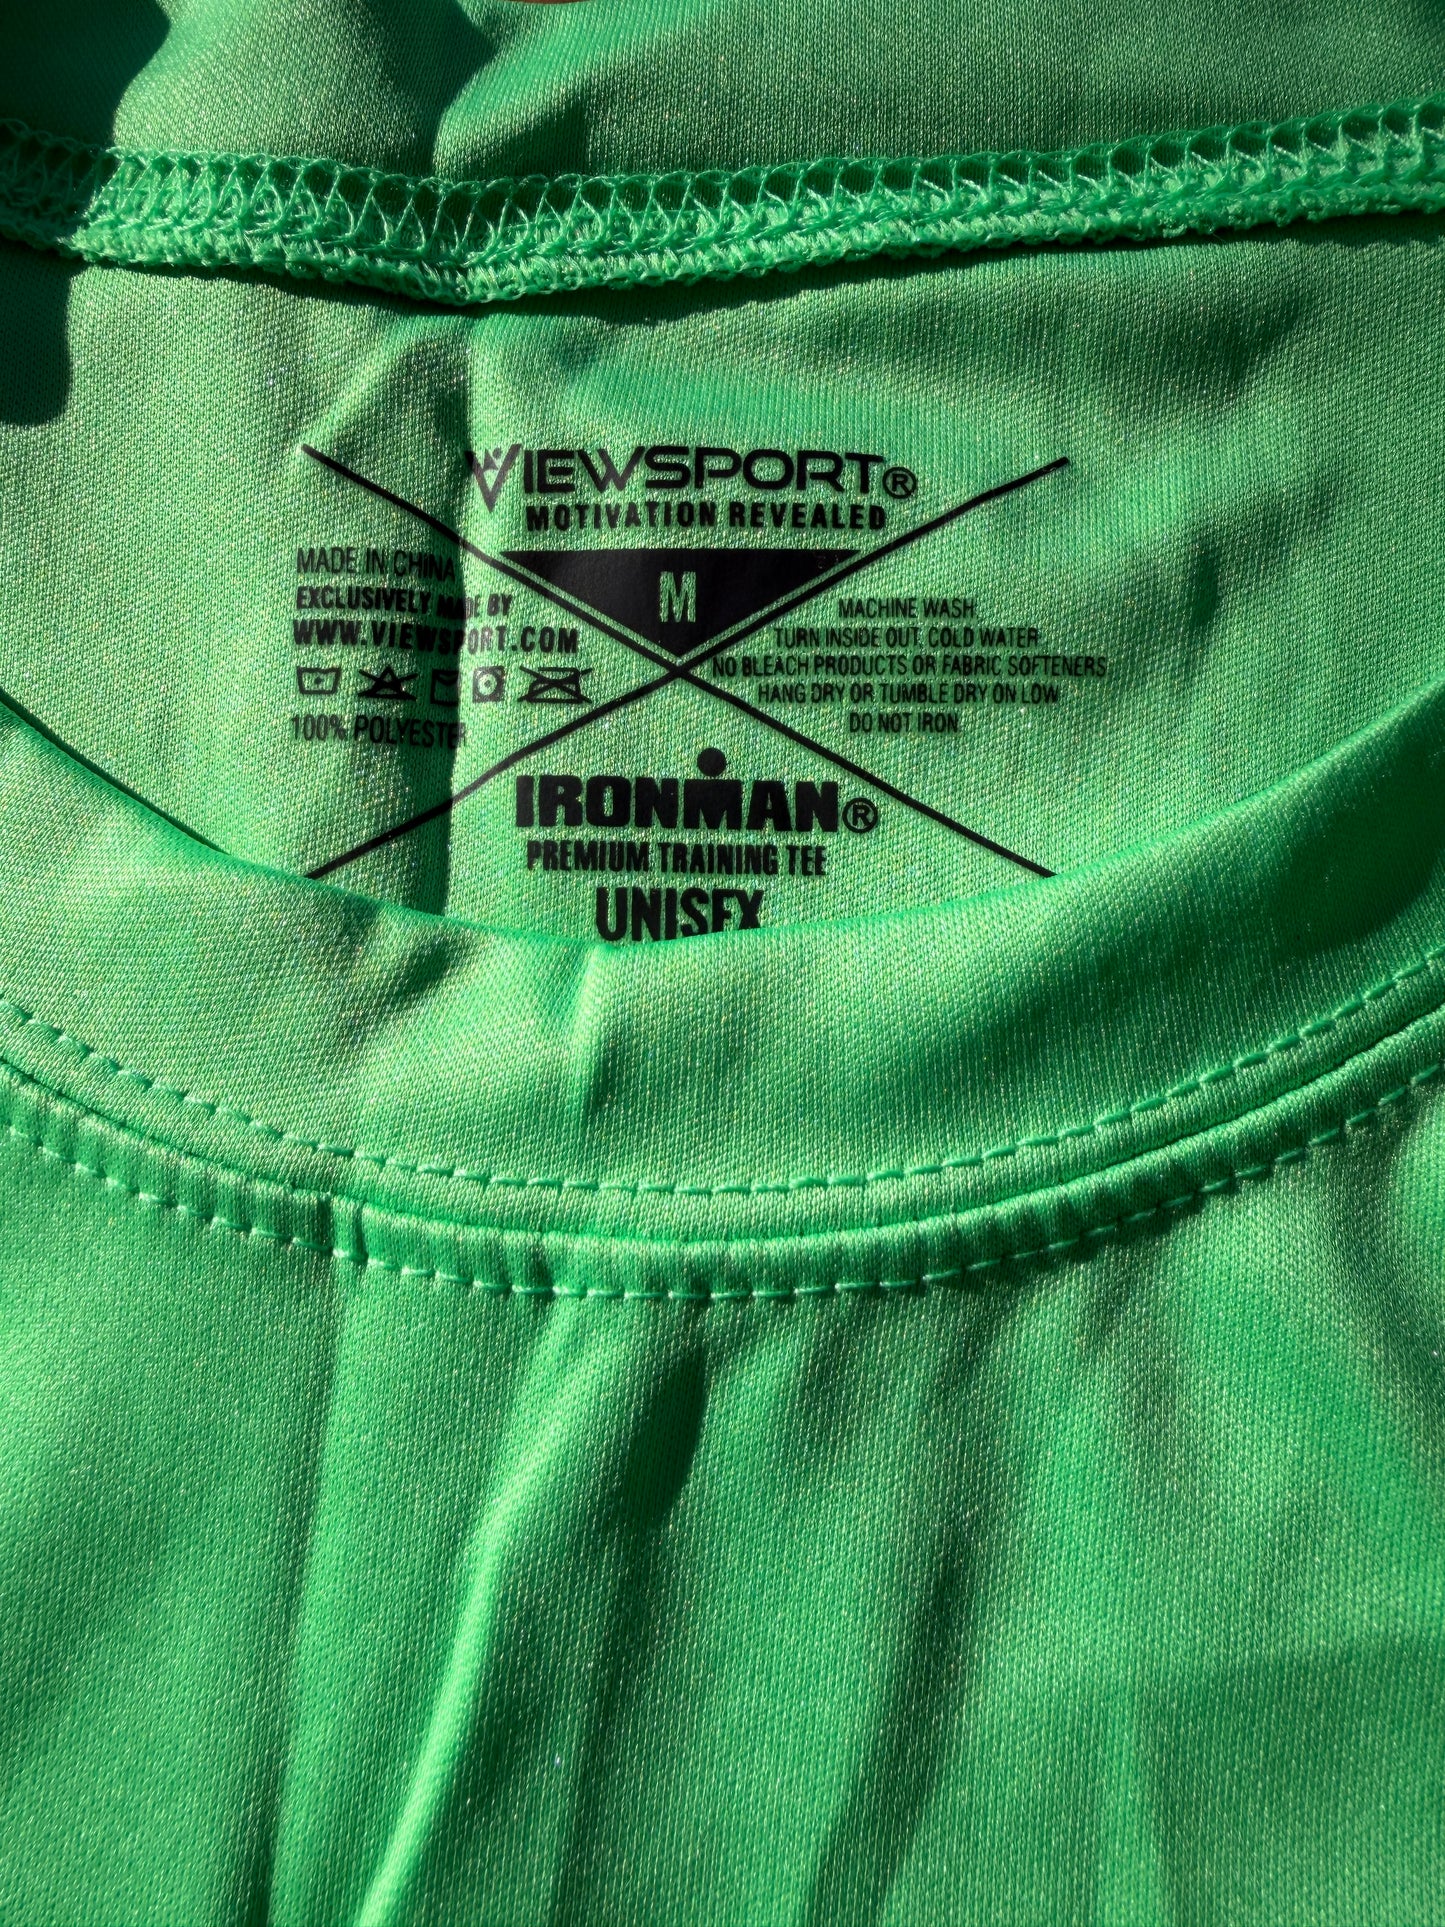 VIEWSPORT®
MOTIVATION REVEALED
M
MADE IN CHINA
EXCLUSIVELY MADE BY
WWW.VIEWSPORT.COM
100% POLYESTER
MACHINE WASH
TURN INSIDE OUT, COLD WATER
NO BLEACH PRODUCTS OR FABRIC SOFTENERS
HANG DRY OR TUMBLE DRY ON LOW
DO NOT IRON
IRONMAN®
PREMIUM TRAINING TEE
UNISEX